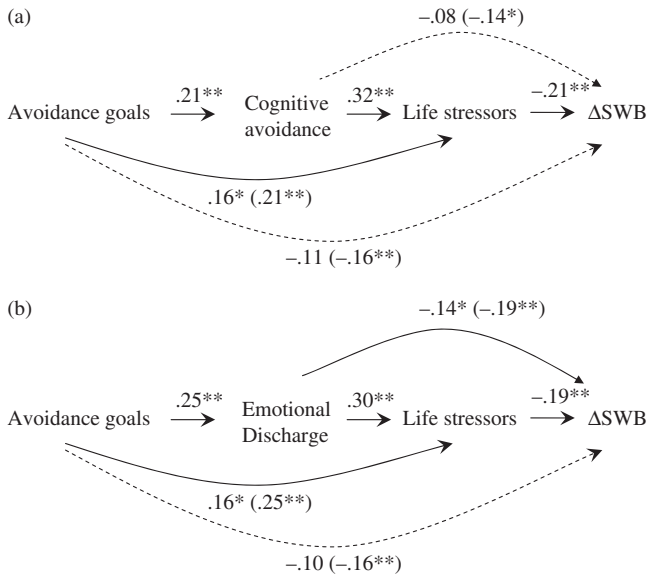 (a)
–.08 (–.14*)
.21** .32** –.21**
Avoidance goals Cognitive avoidance Life stressors ΔSWB
.16* (.21**)
–.11 (–.16**)
(b)
–.14* (–.19**)
.25** .30** –.19**
Avoidance goals Emotional Discharge Life stressors ΔSWB
.16* (.25**)
–.10 (–.16**)